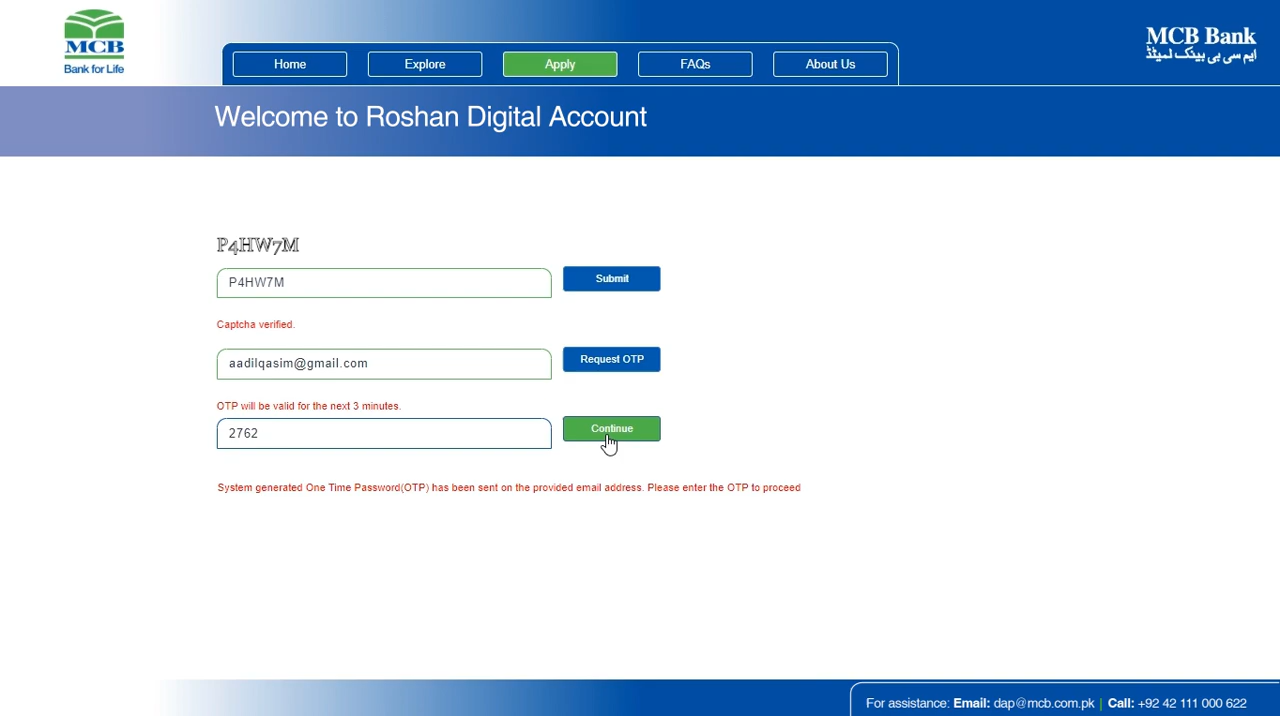 MCB
Bank for Life
Home
Explore
Apply
FAQs
About Us
MCB Bank
ایم سی بی بینک لمیٹڈ
Welcome to Roshan Digital Account
P4HW7M
P4HW7M
Submit
Captcha verified.
aadilqasim@gmail.com
Request OTP
OTP will be valid for the next 3 minutes.
2762
Continue
System generated One Time Password(OTP) has been sent on the provided email address. Please enter the OTP to proceed
For assistance: Email: dap@mcb.com.pk | Call: +92 42 111 000 622